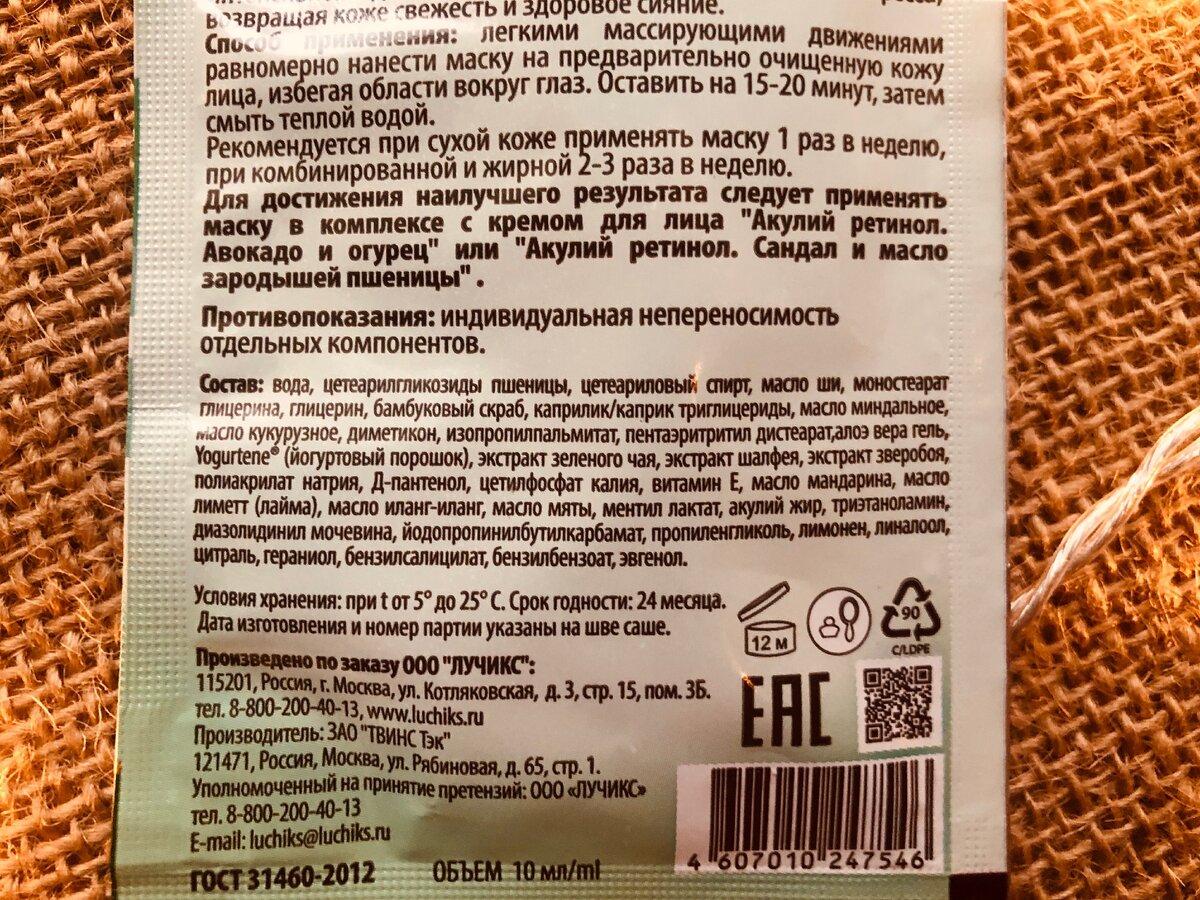 возвращая коже свежесть и здоровое сияние.
Способ применения: легкими массирующими движениями
равномерно нанести маску на предварительно очищенную кожу
лица, избегая области вокруг глаз. Оставить на 15-20 минут, затем
смыть теплой водой.
Рекомендуется при сухой коже применять маску 1 раз в неделю,
при комбинированной и жирной 2-3 раза в неделю.
Для достижения наилучшего результата следует применять
маску в комплексе с кремом для лица "Акулий ретинол.
Авокадо и огурец" или "Акулий ретинол. Сандал и масло
зародышей пшеницы" .
Противопоказания: индивидуальная непереносимость
отдельных компонентов.
Состав: вода, цетеарилгликозиды пшеницы, цетеариловый спирт, масло ши, моностеарат
глицерина, глицерин, бамбуковый скраб, каприлик/каприк триглицериды, масло миндальное,
масло кукурузное, диметикон, изопропилпальмитат, пентаэритритил дистеарат,алоэ вера гель,
Yogurtene® (йогуртовый порошок), экстракт зеленого чая, экстракт шалфея, экстракт зверобоя,
полиакрилат натрия, Д-пантенол, цетилфосфат калия, витамин Е, масло мандарина, масло
лиметт (лайма), масло иланг-иланг, масло мяты, ментил лактат, акулий жир, триэтаноламин,
диазолидинил мочевина, йодопропинилбутилкарбамат, пропиленгликоль, лимонен, линалоол,
цитраль, гераниол, бензилсалицилат, бензилбензоат, эвгенол.
Условия хранения: при t от 5° до 25° С. Срок годности: 24 месяца.
Дата изготовления и номер партии указаны на шве саше.
12 М
90
C/LDPE
Произведено по заказу ООО "ЛУЧИКС":
115201, Россия, г. Москва, ул. Котляковская, д. 3, стр. 15, пом. 3Б.
тел. 8-800-200-40-13, www.luchiks.ru
Производитель: ЗАО "ТВИНС Тэк"
121471, Россия, Москва, ул. Рябиновая, д. 65, стр. 1.
Уполномоченный на принятие претензий: ООО «ЛУЧИКС»
тел. 8-800-200-40-13
E-mail: luchiks@luchiks.ru
ГОСТ 31460-2012
ОБЪЕМ 10 мл/ml
ЕАС
4 607010 247546